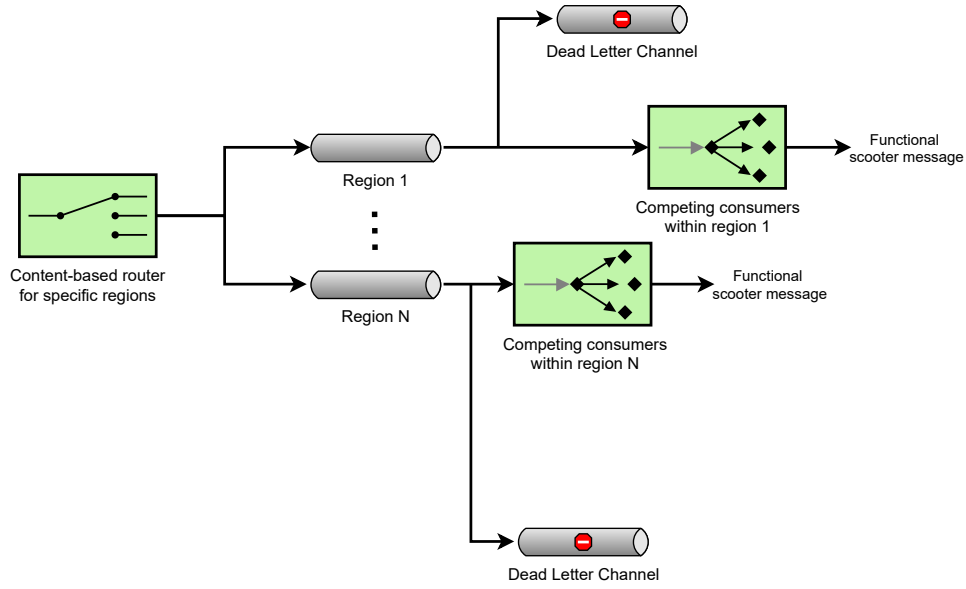 Dead Letter Channel
Functional
scooter message
Region 1
Competing consumers
within region 1
Content-based router
for specific regions
Functional
scooter message
Region N
Competing consumers
within region N
Dead Letter Channel